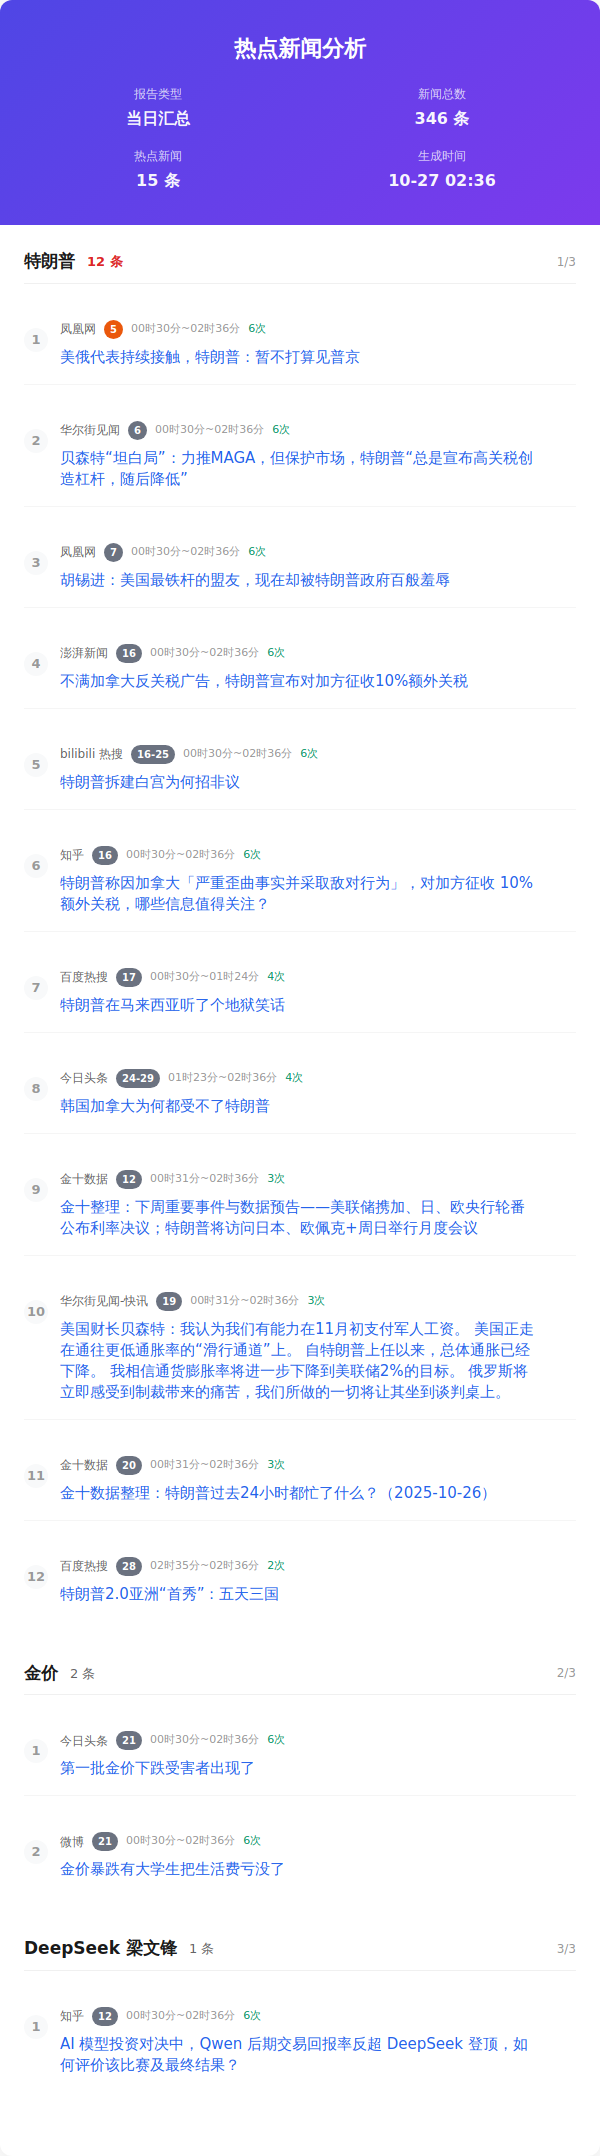 热点新闻分析
报告类型
新闻总数
当日汇总
346 条
热点新闻
生成时间
15 条
10-27 02:36
特朗普 12 条 1/3
1
凤凰网 5 00时30分~02时36分 6次
美俄代表持续接触，特朗普：暂不打算见普京
2
华尔街见闻 6 00时30分~02时36分 6次
贝森特“坦白局”：力推MAGA，但保护市场，特朗普“总是宣布高关税创
造杠杆，随后降低”
3
凤凰网 7 00时30分~02时36分 6次
胡锡进：美国最铁杆的盟友，现在却被特朗普政府百般羞辱
4
澎湃新闻 16 00时30分~02时36分 6次
不满加拿大反关税广告，特朗普宣布对加方征收10%额外关税
5
bilibili 热搜 16-25 00时30分~02时36分 6次
特朗普拆建白宫为何招非议
6
知乎 16 00时30分~02时36分 6次
特朗普称因加拿大「严重歪曲事实并采取敌对行为」，对加方征收 10%
额外关税，哪些信息值得关注？
7
百度热搜 17 00时30分~01时24分 4次
特朗普在马来西亚听了个地狱笑话
8
今日头条 24-29 01时23分~02时36分 4次
韩国加拿大为何都受不了特朗普
9
金十数据 12 00时31分~02时36分 3次
金十整理：下周重要事件与数据预告——美联储携加、日、欧央行轮番
公布利率决议；特朗普将访问日本、欧佩克+周日举行月度会议
10
华尔街见闻-快讯 19 00时31分~02时36分 3次
美国财长贝森特：我认为我们有能力在11月初支付军人工资。 美国正走
在通往更低通胀率的“滑行通道”上。 自特朗普上任以来，总体通胀已经
下降。 我相信通货膨胀率将进一步下降到美联储2%的目标。 俄罗斯将
立即感受到制裁带来的痛苦，我们所做的一切将让其坐到谈判桌上。
11
金十数据 20 00时31分~02时36分 3次
金十数据整理：特朗普过去24小时都忙了什么？（2025-10-26）
12
百度热搜 28 02时35分~02时36分 2次
特朗普2.0亚洲“首秀”：五天三国
金价 2 条 2/3
1
今日头条 21 00时30分~02时36分 6次
第一批金价下跌受害者出现了
2
微博 21 00时30分~02时36分 6次
金价暴跌有大学生把生活费亏没了
DeepSeek 梁文锋 1 条 3/3
1
知乎 12 00时30分~02时36分 6次
AI 模型投资对决中，Qwen 后期交易回报率反超 DeepSeek 登顶，如
何评价该比赛及最终结果？